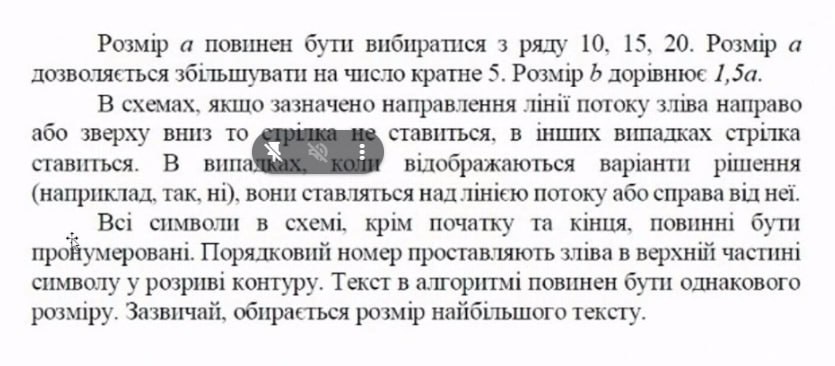 Розмір а повинен бути вибиратися з ряду 10, 15, 20. Розмір а
дозволяється збільшувати на число кратне 5. Розмір b дорівнює 1,5a.
В схемах, якщо зазначено направлення лінії потоку зліва направо
або зверху вниз то стрілка не ставиться, в інших випадках стрілка
ставиться. В випадках, коли відображаються варіанти рішення
(наприклад, так, ні), вони ставляться над лінією потоку або справа від неї.
Всі символи в схемі, крім початку та кінця, повинні бути
пронумеровані. Порядковий номер проставляють зліва в верхній частині
символу у розриві контуру. Текст в алгоритмі повинен бути однакового
розміру. Зазвичай, обирається розмір найбільшого тексту.